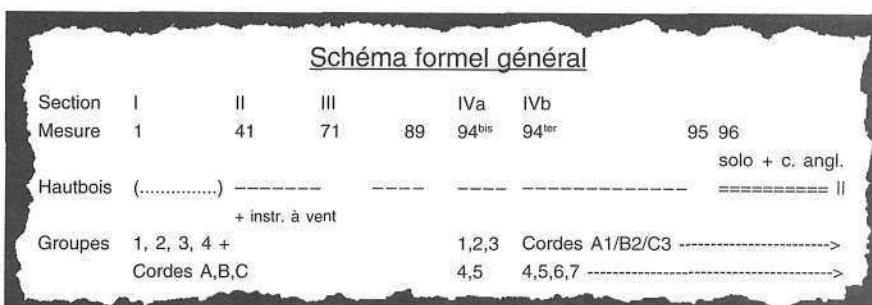 Schéma formel général
Section I II III IVa IVb
Mesure 1 41 71 89 94bis 94ter 95 96
solo + c. angl.
Hautbois (...............) ------- ---- ---- -------------- ========== II
+ instr. à vent
Groupes 1, 2, 3, 4 + 1,2,3 Cordes A1/B2/C3 ---------------------->
Cordes A,B,C 4,5 4,5,6,7 ------------------------------------>